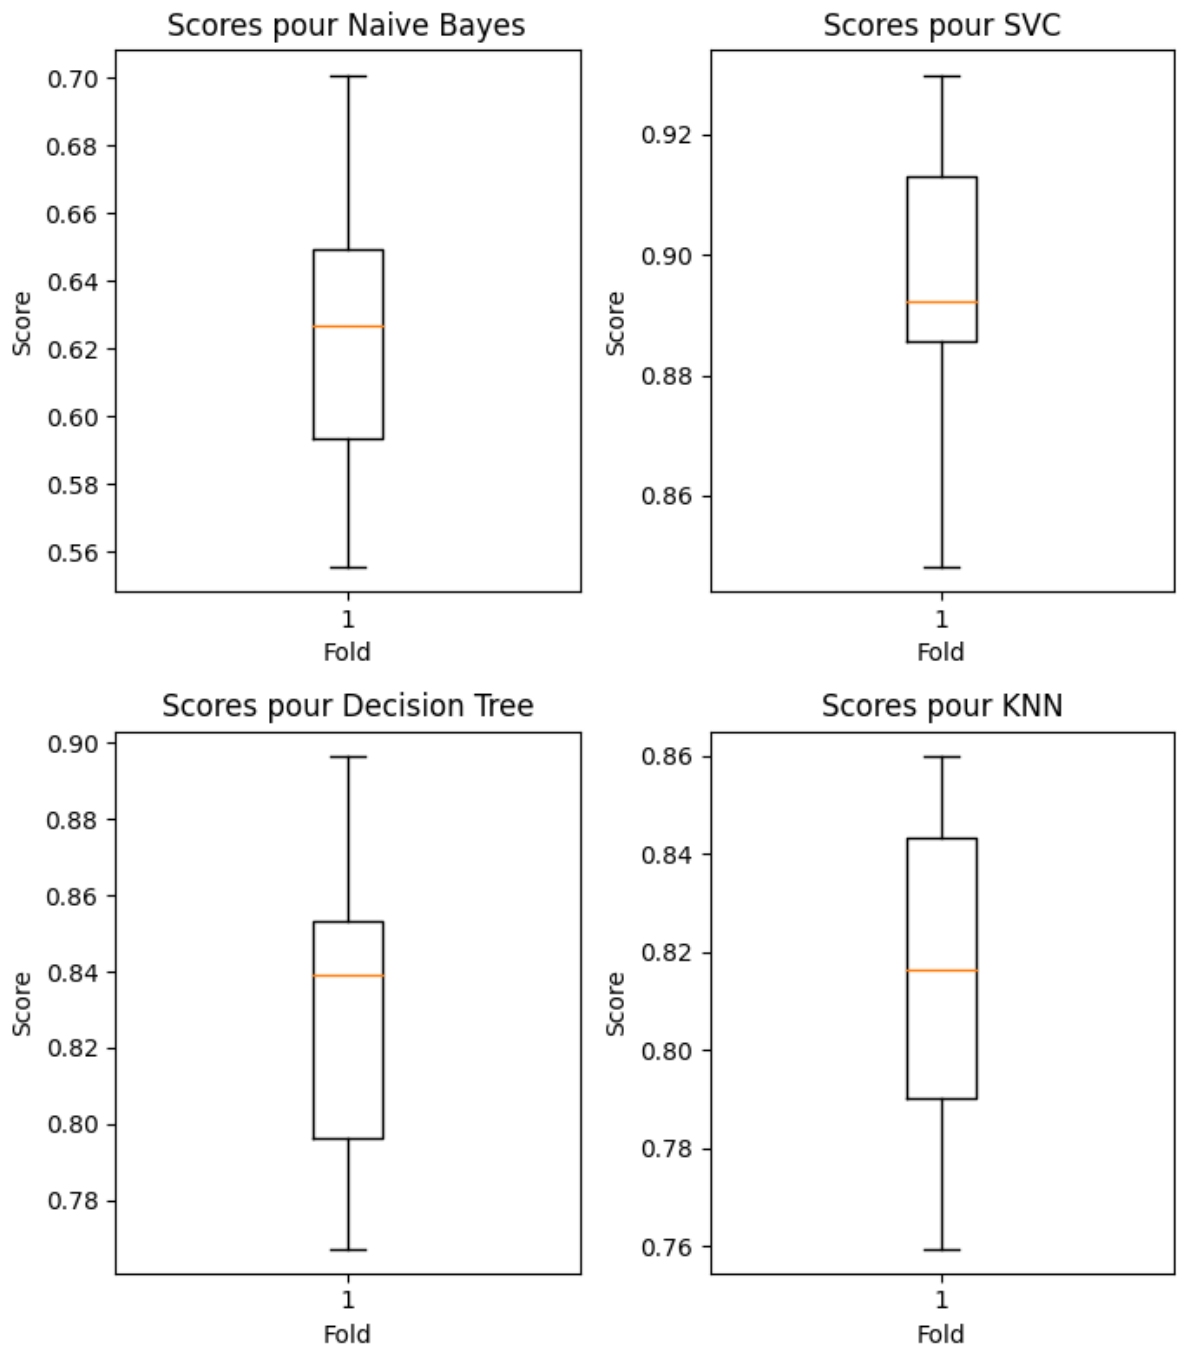 Scores pour Naive Bayes
0.70
0.68
0.66
0.64
0.62
0.60
0.58
0.56
Score
1
Fold
Scores pour SVC
0.92
0.90
0.88
0.86
Score
1
Fold
Scores pour Decision Tree
0.90
0.88
0.86
0.84
0.82
0.80
0.78
Score
1
Fold
Scores pour KNN
0.86
0.84
0.82
0.80
0.78
0.76
Score
1
Fold